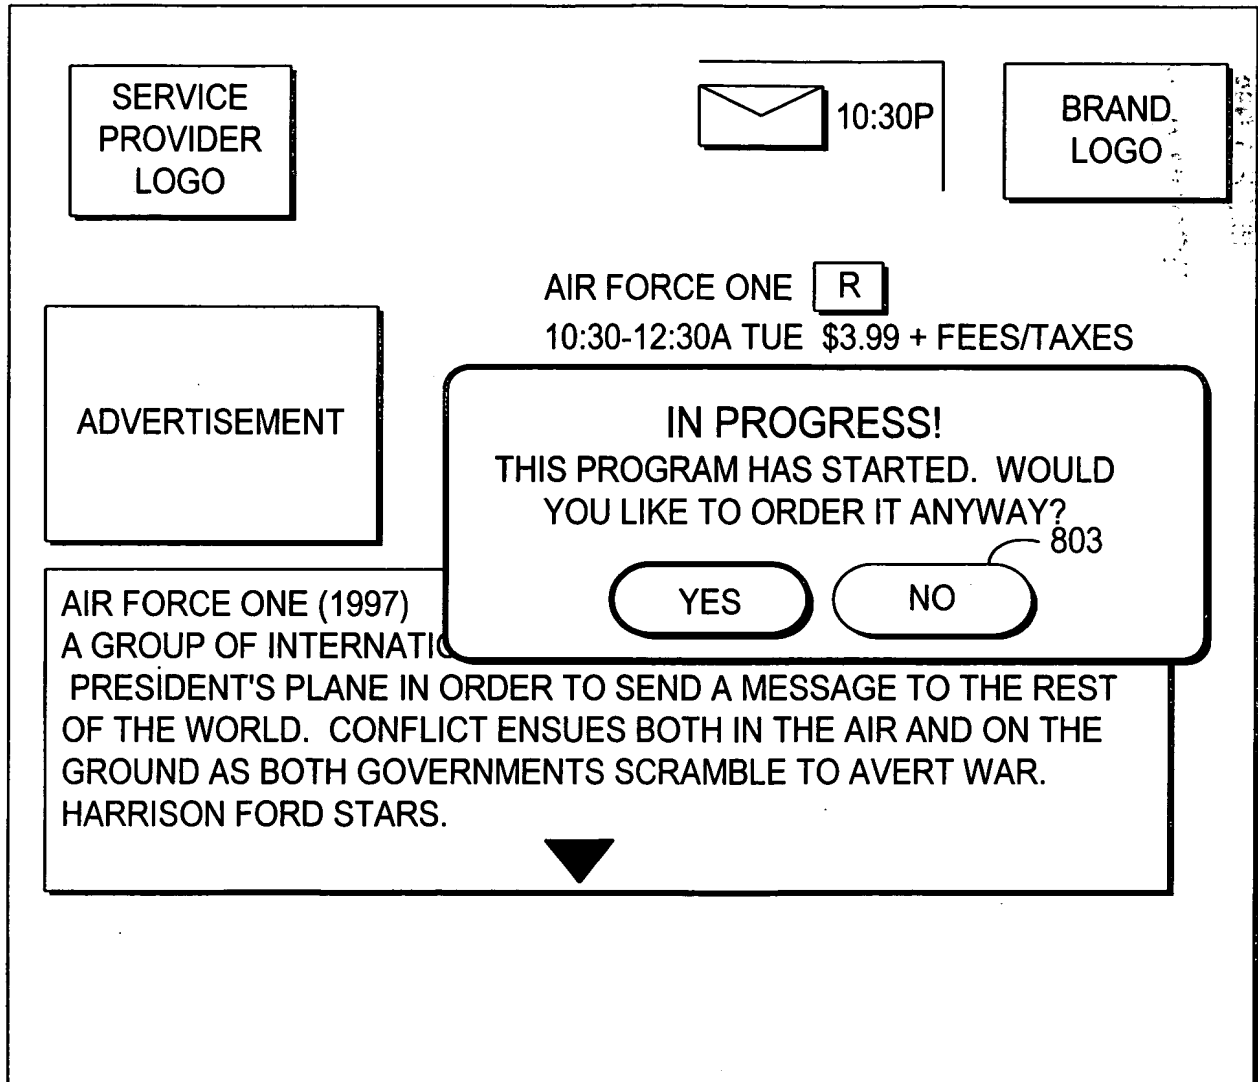 SERVICE
PROVIDER
LOGO
10:30P
BRAND
LOGO
AIR FORCE ONE R
10:30-12:30A TUE $3.99 + FEES/TAXES
ADVERTISEMENT
IN PROGRESS!
THIS PROGRAM HAS STARTED. WOULD
YOU LIKE TO ORDER IT ANYWAY?
803
YES NO
AIR FORCE ONE (1997)
A GROUP OF
PRESIDENT'S PLANE IN ORDER TO SEND A MESSAGE TO THE REST
OF THE WORLD. CONFLICT ENSUES BOTH IN THE AIR AND ON THE
GROUND AS BOTH GOVERNMENTS SCRAMBLE TO AVERT WAR.
HARRISON FORD STARS.